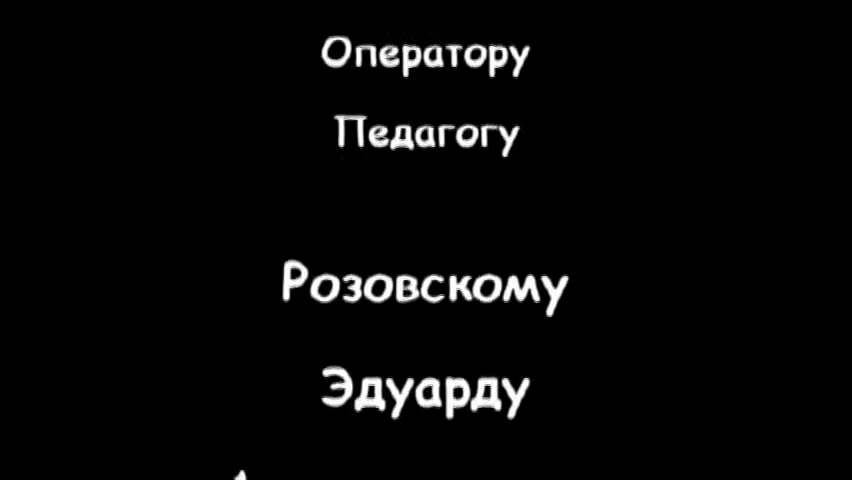 Оператору
Педагогу
Розовскому
Эдуарду